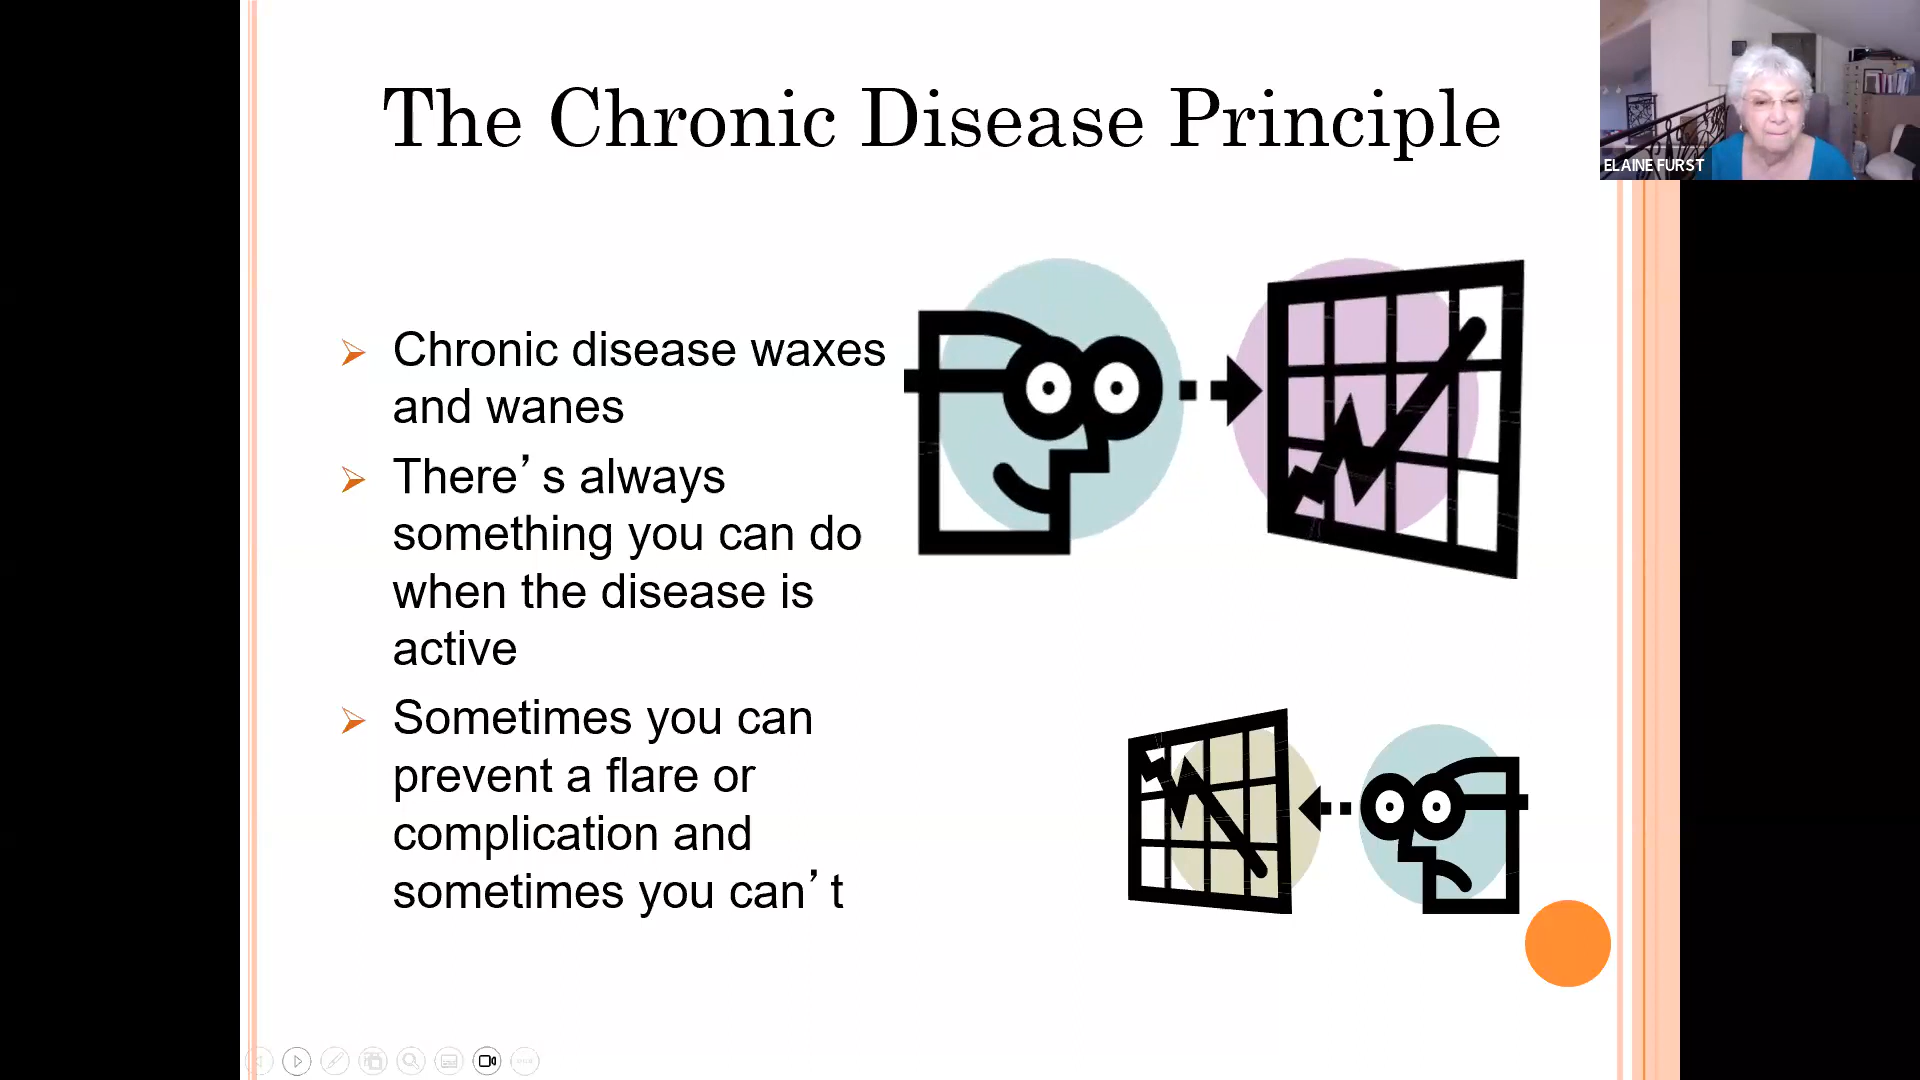 The Chronic Disease Principle
ELAINE FURST
Chronic disease waxes
and wanes
There’s always
something you can do
when the disease is
active
Sometimes you can
prevent a flare or
complication and
sometimes you can’t